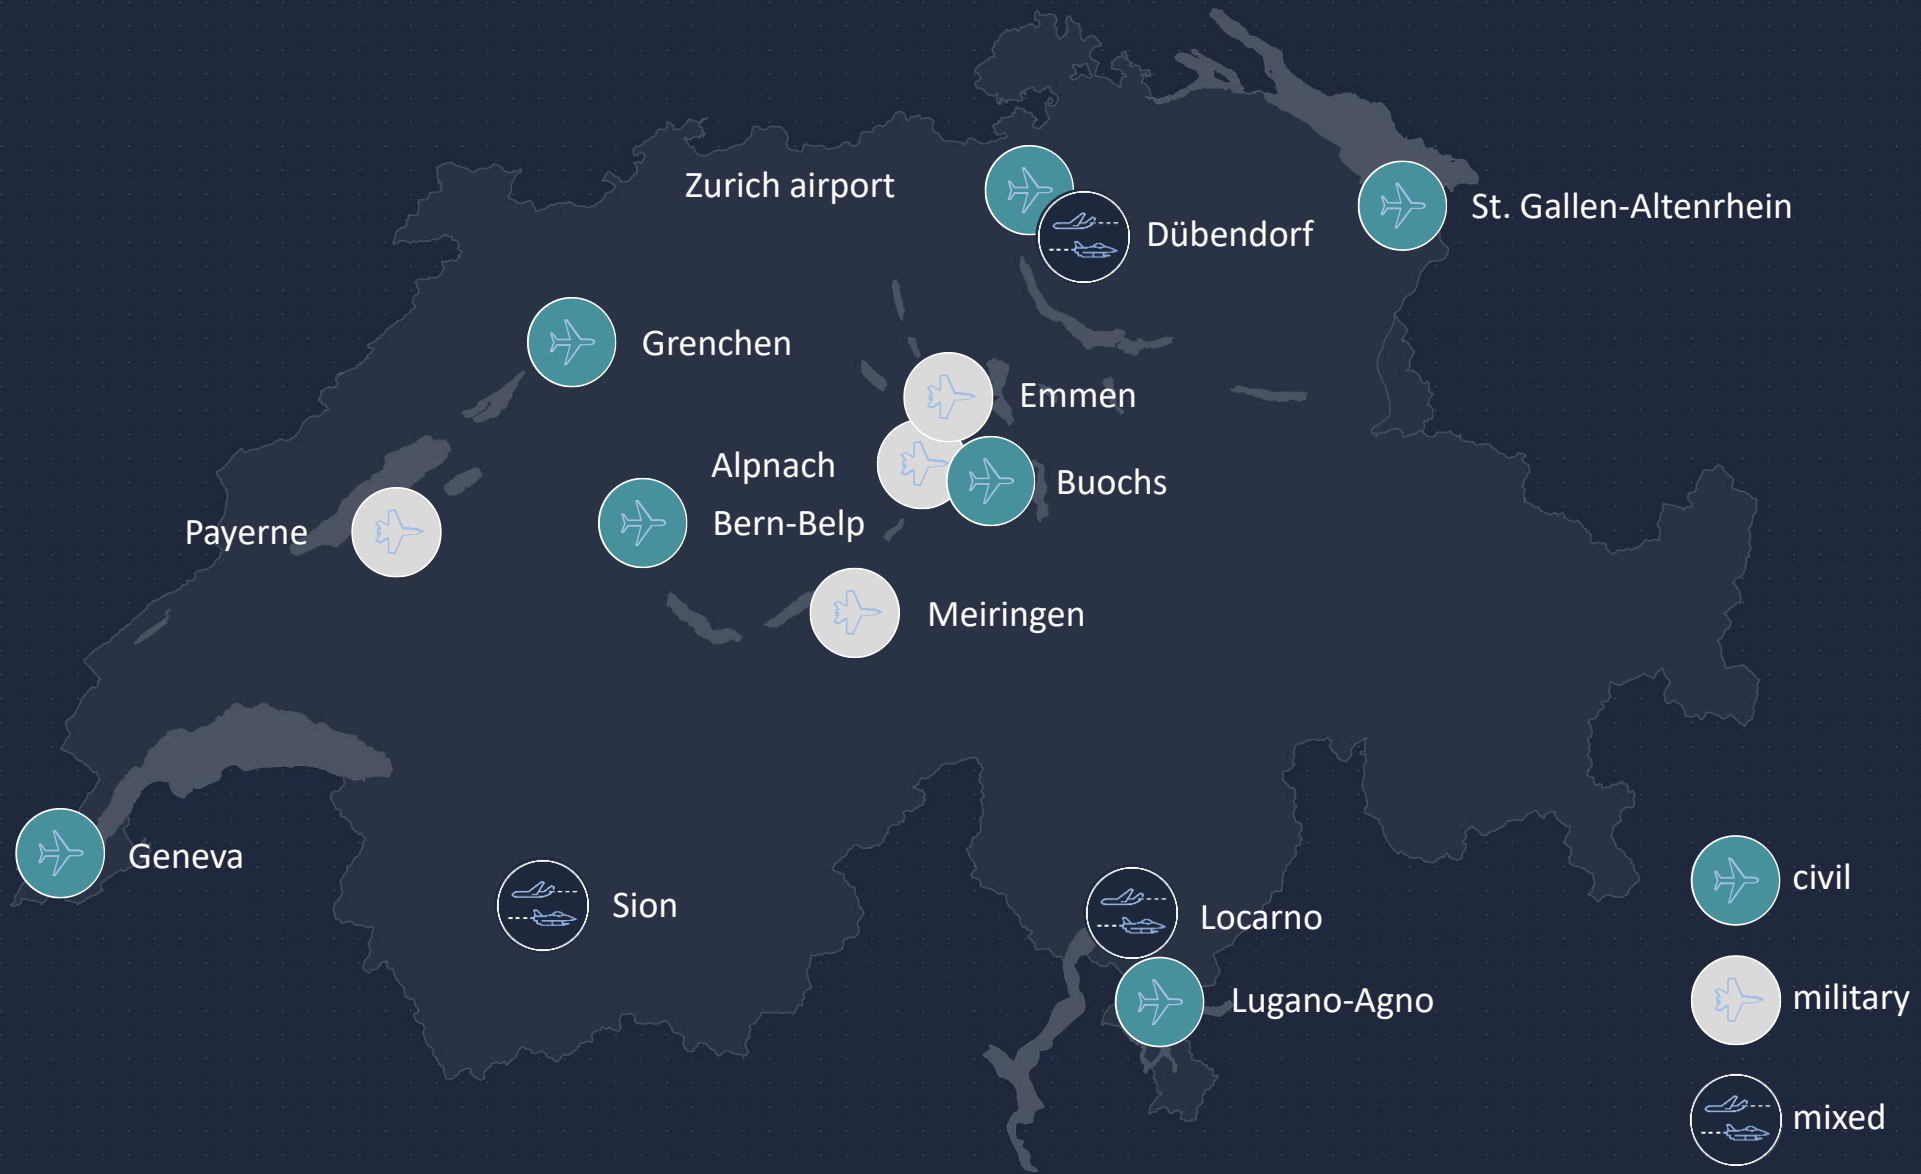 Zurich airport
St. Gallen-Altenrhein
Dübendorf
Grenchen
Emmen
Alpnach
Buochs
Payerne
Bern-Belp
Meiringen
Geneva
Sion
Locarno
Lugano-Agno
civil
military
mixed